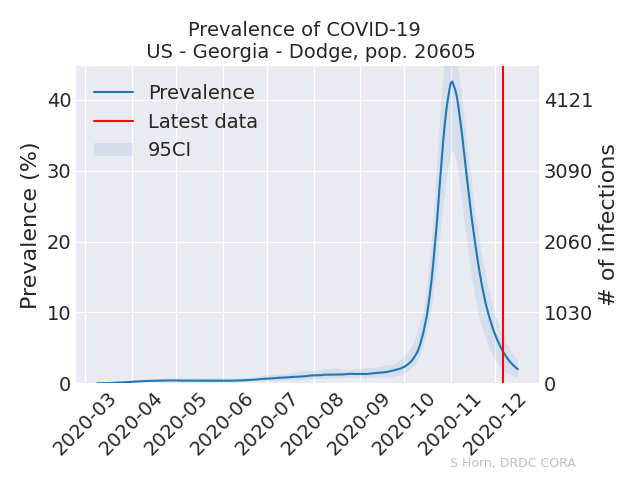 Prevalence of COVID-19
US - Georgia - Dodge, pop. 20605
Prevalence
Latest data
95CI
Prevalence (%)
40
30
20
10
0
4121
3090
2060
1030
0
# of infections
2020-03
2020-04
2020-05
2020-06
2020-07
2020-08
2020-09
2020-10
2020-11
2020-12
S Horn, DRDC CORA